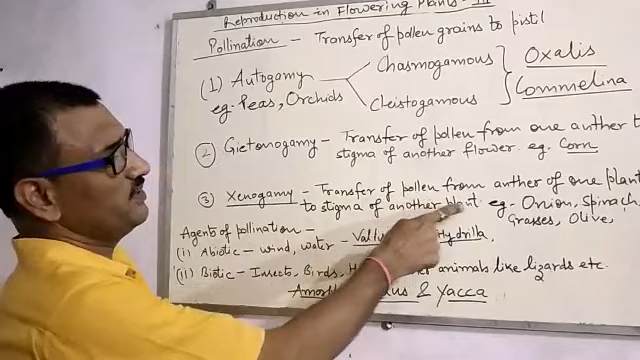 Reproduction in Flowering Plants - III
Pollination - Transfer of pollen grains to pistil
(1) Autogamy
Chasmogamous
Oxalis
eg. Peas, Orchids
Cleistogamous
Commelina
2 Gietonogamy - Transfer of pollen from one anther t
stigma of another flower. eg. Corn
3 Xenogamy - Transfer of pollen from anther of one plant
to stigma of another plant. eg- Onion, Spinach,
Grasses, Olive,
Agents of pollination -
(i) Abiotic - wind, water -
(ii) Biotic - Insects, Birds, animals like lizards etc.
& Yacca